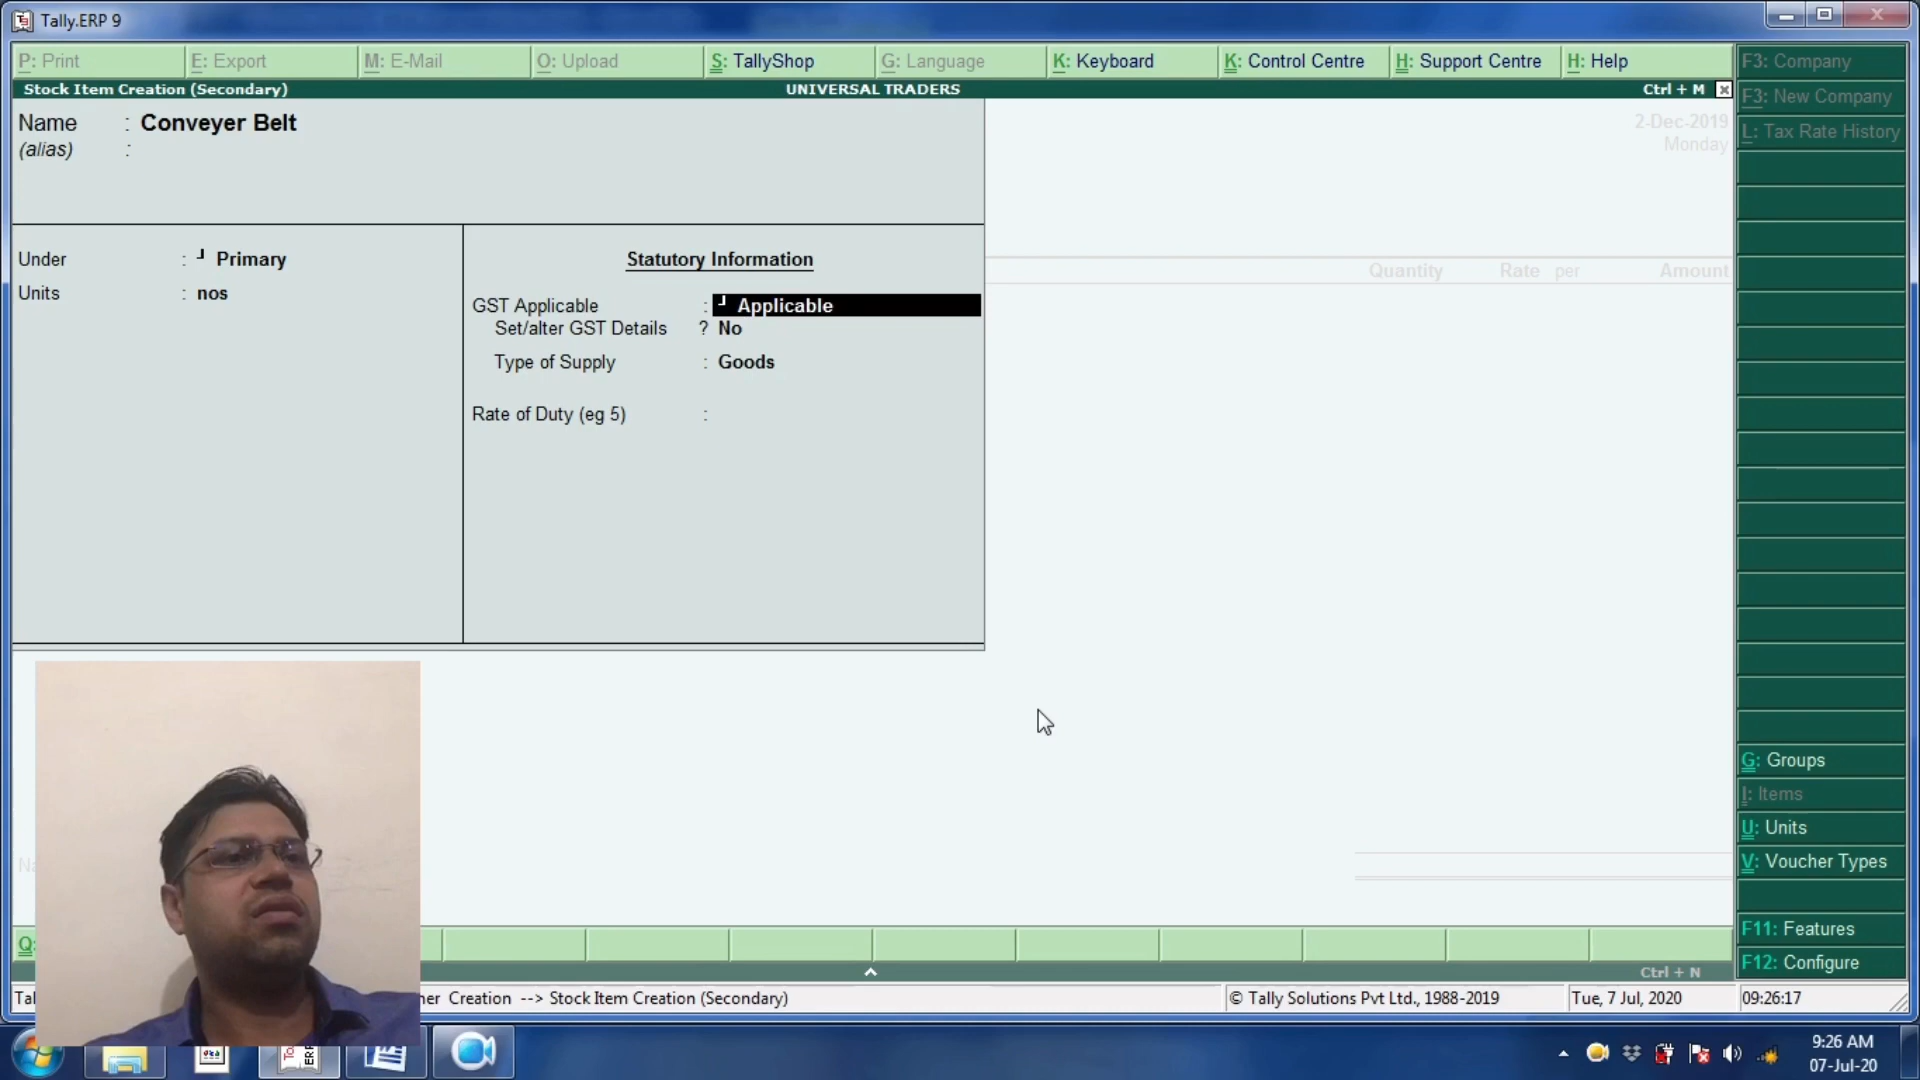 Tally.ERP 9
P: Print
E: Export
M: E-Mail
O: Upload
S: TallyShop
G: Language
K: Keyboard
K: Control Centre
H: Support Centre
H: Help
F3: Company
Stock Item Creation (Secondary)
UNIVERSAL TRADERS
Ctrl + M
F3: New Company
Name : Conveyer Belt
(alias) :
2-Dec-2019
Monday
L: Tax Rate History
Under : ┘ Primary
Units : nos
Statutory Information
GST Applicable : ┘ Applicable
Set/alter GST Details ? No
Type of Supply : Goods
Rate of Duty (eg 5) :
Quantity Rate per Amount
G: Groups
I: Items
U: Units
V: Voucher Types
F11: Features
F12: Configure
Q:
Ctrl + N
Creation --> Stock Item Creation (Secondary)
© Tally Solutions Pvt Ltd., 1988-2019
Tue, 7 Jul, 2020
09:26:17
9:26 AM
07-Jul-20